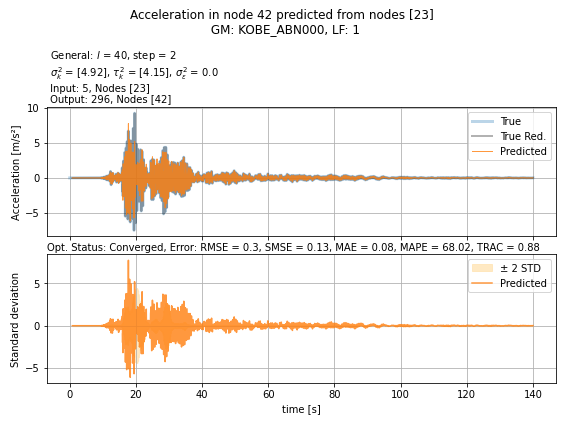 Acceleration in node 42 predicted from nodes [23]
GM: KOBE_ABN000, LF: 1
General: l = 40, step = 2
σ²ₖ = [4.92], τ²ₖ = [4.15], σ²ε = 0.0
Input: 5, Nodes [23]
Output: 296, Nodes [42]
Acceleration [m/s²]
10
5
0
−5
True
True Red.
Predicted
Opt. Status: Converged, Error: RMSE = 0.3, SMSE = 0.13, MAE = 0.08, MAPE = 68.02, TRAC = 0.88
Standard deviation
5
0
−5
± 2 STD
Predicted
0 20 40 60 80 100 120 140
time [s]